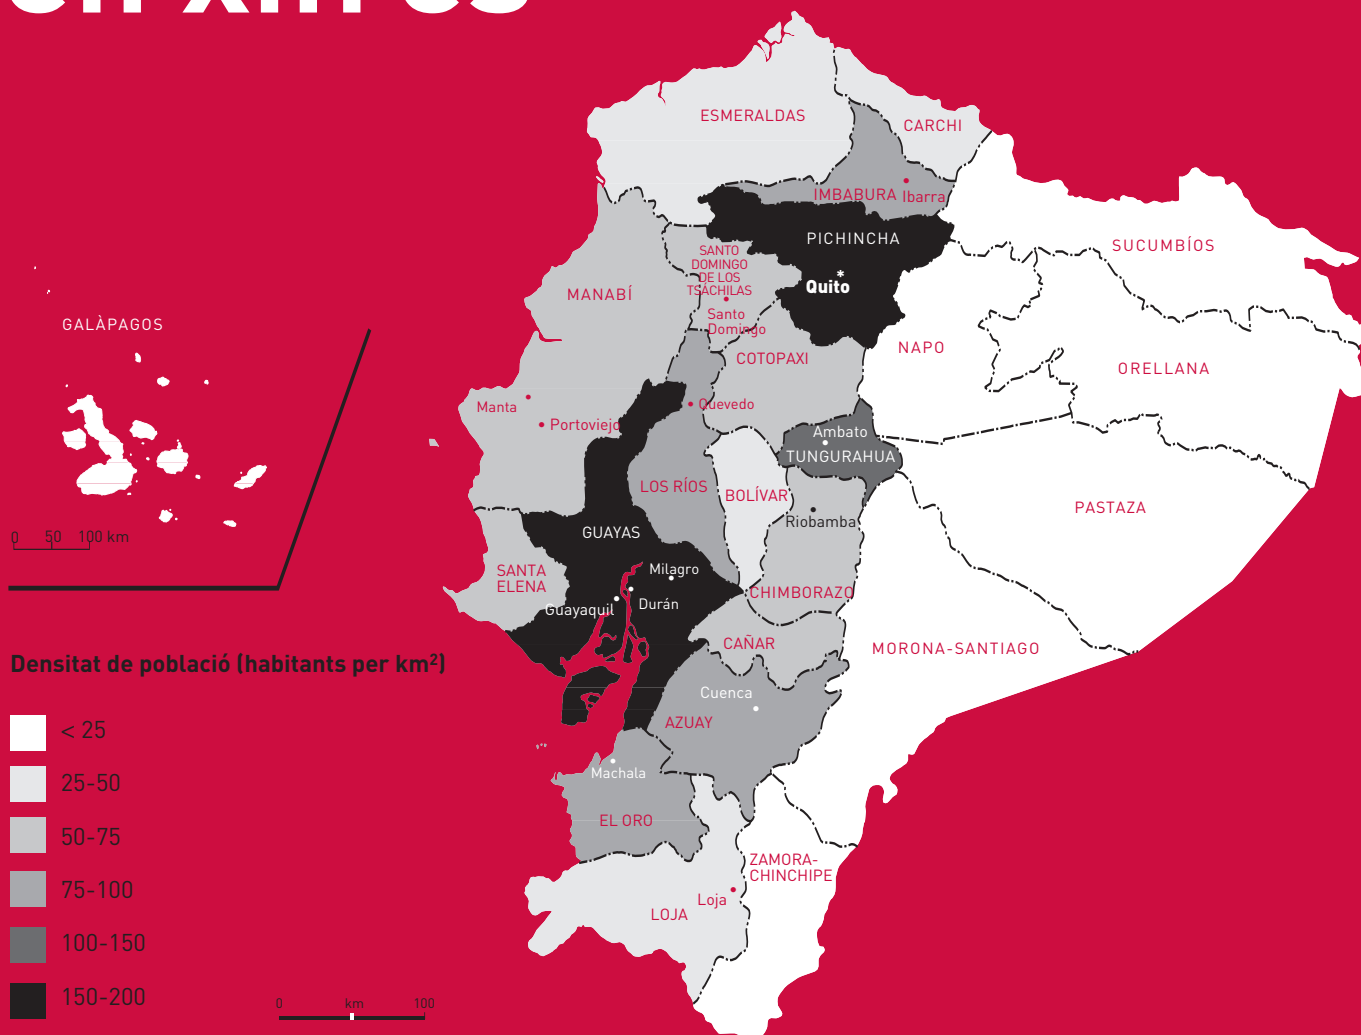 en xifres
ESMERALDAS
CARCHI
IMBABURA
Ibarra
PICHINCHA
*
Quito
SUCUMBÍOS
SANTO
DOMINGO
DE LOS
TSÁCHILAS
Santo
Domingo
MANABÍ
GALÀPAGOS
NAPO
COTOPAXI
ORELLANA
Manta
Portoviejo
Quevedo
Ambato
TUNGURAHUA
LOS RÍOS
BOLÍVAR
PASTAZA
Riobamba
0 50 100 km
GUAYAS
SANTA
ELENA
Milagro
Durán
Guayaquil
CHIMBORAZO
CAÑAR
MORONA-SANTIAGO
Cuenca
AZUAY
Machala
EL ORO
ZAMORA-
CHINCHIPE
Loja
LOJA
Densitat de població (habitants per km²)
< 25
25-50
50-75
75-100
100-150
150-200
0 km 100